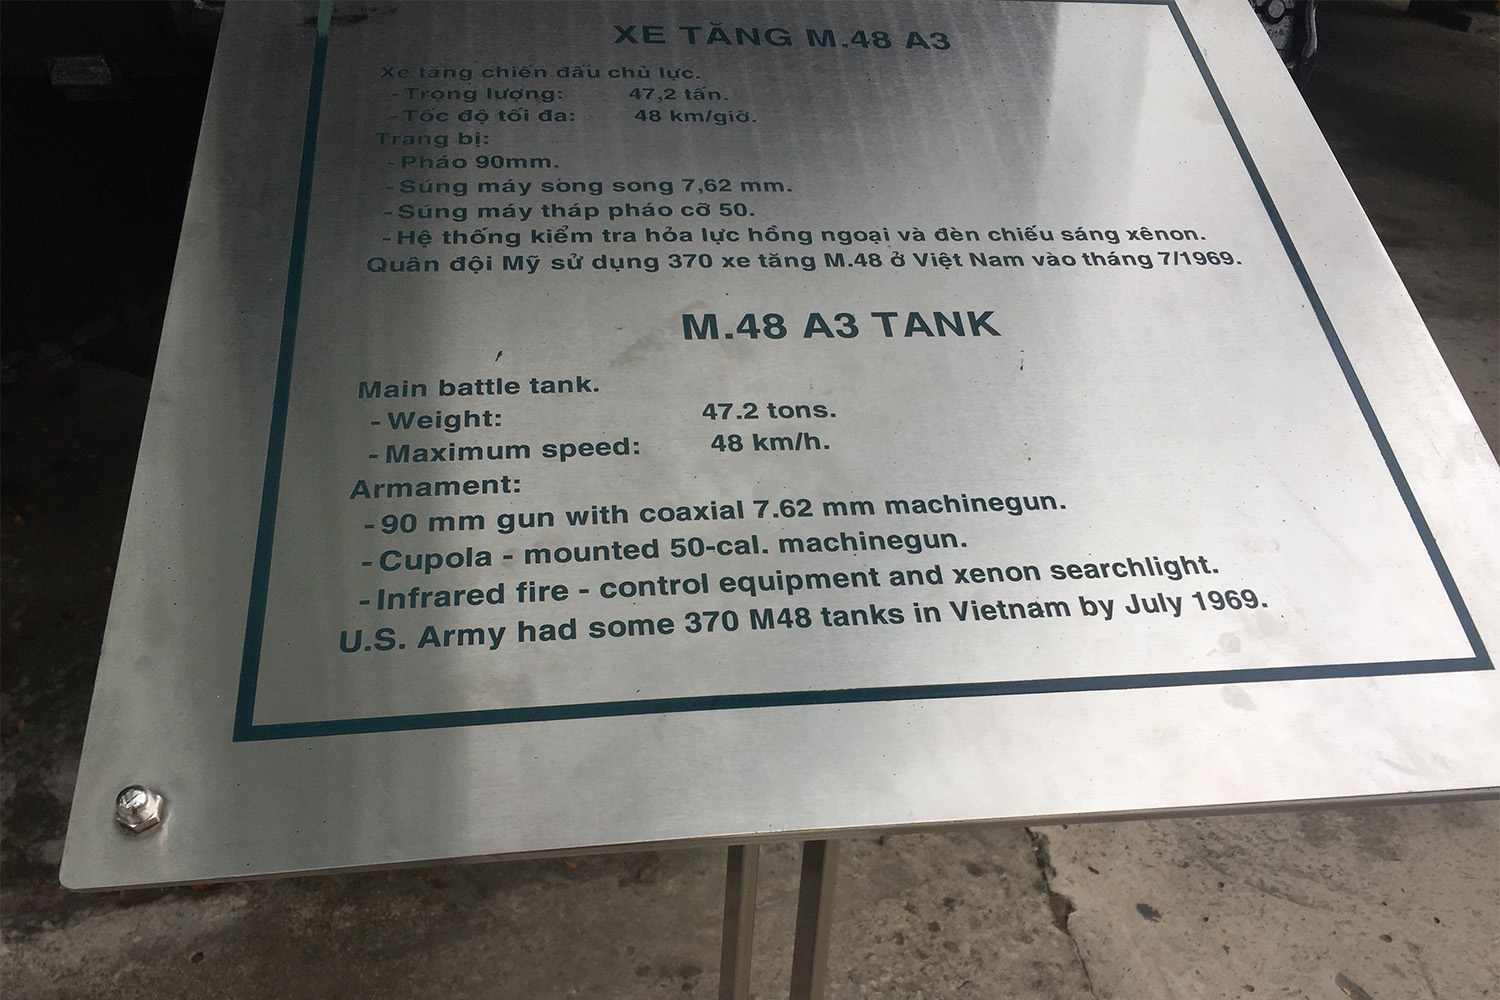 XE TĂNG M.48 A3
Xe tăng chiến đấu chủ lực.
- Trọng lượng: 47,2 tấn.
- Tốc độ tối đa: 48 km/giờ.
Trang bị:
- Pháo 90mm.
- Súng máy song song 7,62 mm.
- Súng máy tháp pháo cỡ 50.
- Hệ thống kiểm tra hỏa lực hồng ngoại và đèn chiếu sáng xênon.
Quân đội Mỹ sử dụng 370 xe tăng M.48 ở Việt Nam vào tháng 7/1969.
M.48 A3 TANK
Main battle tank.
- Weight: 47.2 tons.
- Maximum speed: 48 km/h.
Armament:
- 90 mm gun with coaxial 7.62 mm machinegun.
- Cupola - mounted 50-cal. machinegun.
- Infrared fire - control equipment and xenon searchlight.
U.S. Army had some 370 M48 tanks in Vietnam by July 1969.